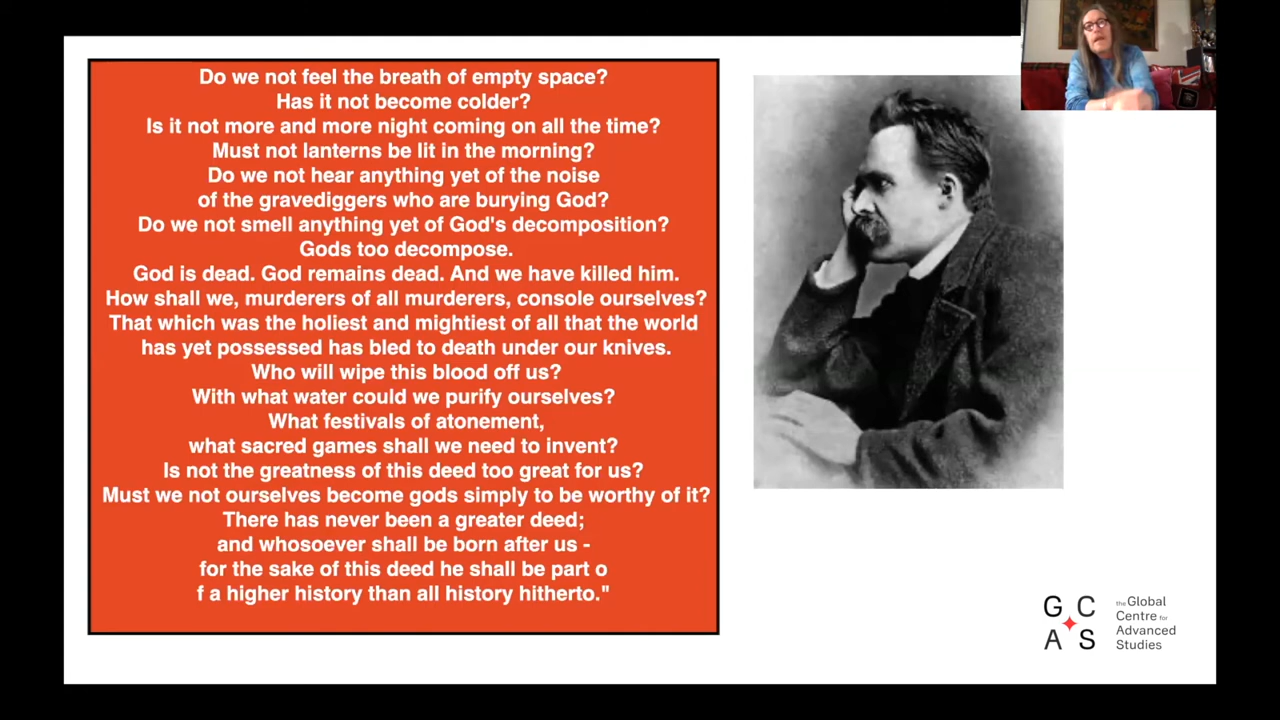 Do we not feel the breath of empty space?
Has it not become colder?
Is it not more and more night coming on all the time?
Must not lanterns be lit in the morning?
Do we not hear anything yet of the noise
of the gravediggers who are burying God?
Do we not smell anything yet of God's decomposition?
Gods too decompose.
God is dead. God remains dead. And we have killed him.
How shall we, murderers of all murderers, console ourselves?
That which was the holiest and mightiest of all that the world
has yet possessed has bled to death under our knives.
Who will wipe this blood off us?
With what water could we purify ourselves?
What festivals of atonement,
what sacred games shall we need to invent?
Is not the greatness of this deed too great for us?
Must we not ourselves become gods simply to be worthy of it?
There has never been a greater deed;
and whosoever shall be born after us -
for the sake of this deed he shall be part o
f a higher history than all history hitherto."
G C
A S
the Global
Centre for
Advanced
Studies